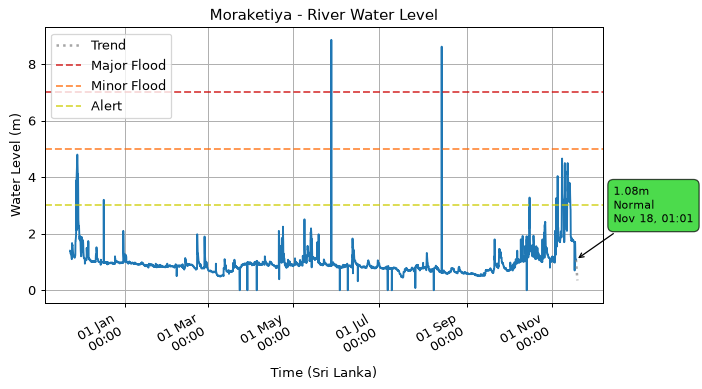 Moraketiya - River Water Level
Trend
Major Flood
Minor Flood
Alert
Water Level (m)
8
6
4
2
0
1.08m
Normal
Nov 18, 01:01
01 Jan
00:00
01 Mar
00:00
01 May
00:00
01 Jul
00:00
01 Sep
00:00
01 Nov
00:00
Time (Sri Lanka)